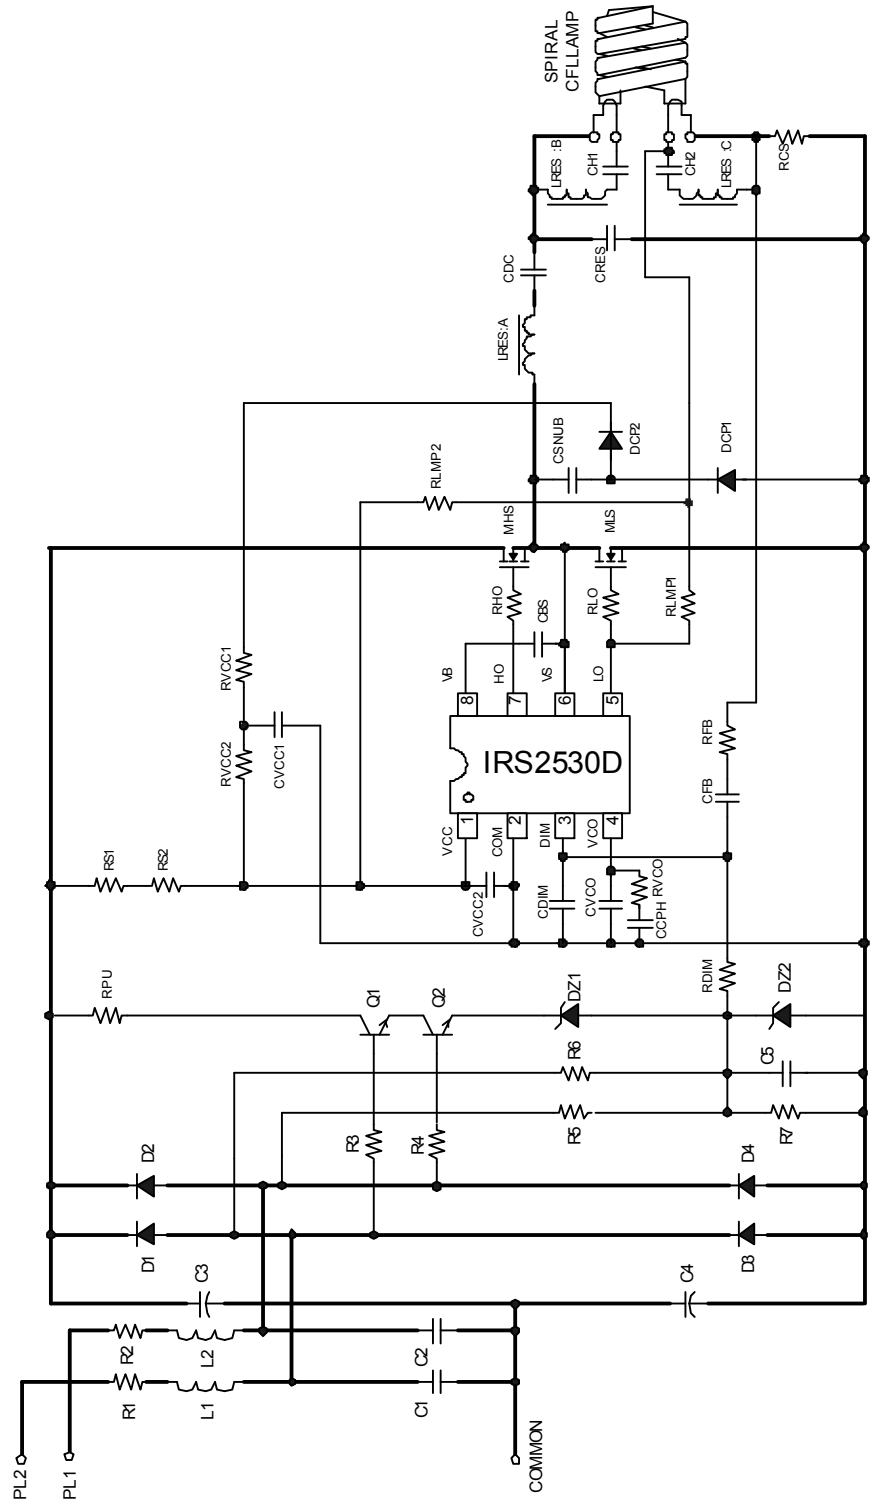 SPIRAL
CFLLAMP
LRES :B
CH1
CH2
LRES :C
RCS
CDC
CRES
LRES:A
CSNUB
DCP2
DCP1
RLMP2
MHS
MLS
RHO
CBS
RLO
RLMP1
RVCC1
RVCC2
CVCC1
VB
HO
VS
LO
8
7
6
5
IRS2530D
1
2
3
4
VCC
COM
DIM
VCO
RFB
CFB
RS1
RS2
CVCC2
CDIM
CVCO
RVCO
CCPH
RPU
Q1
Q2
DZ1
RDIM
DZ2
R6
C5
R3
R4
R5
R7
D2
D4
D1
D3
C3
C4
R2
L2
C2
R1
L1
C1
PL2
PL1
COMMON